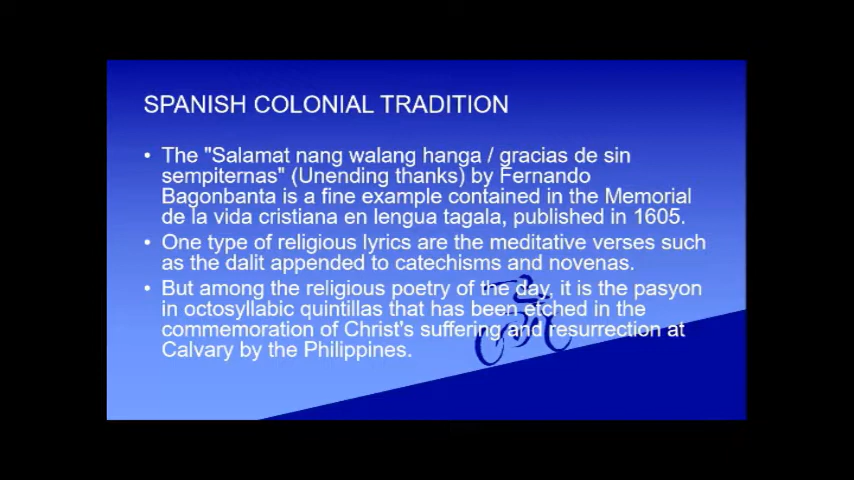 SPANISH COLONIAL TRADITION
• The "Salamat nang walang hanga / gracias de sin
sempiternas" (Unending thanks) by Fernando
Bagonbanta is a fine example contained in the Memorial
de la vida cristiana en lengua tagala, published in 1605.
• One type of religious lyrics are the meditative verses such
as the dalit appended to catechisms and novenas.
• But among the religious poetry of the day, it is the pasyon
in octosyllabic quintillas that has been etched in the
commemoration of Christ's suffering and resurrection at
Calvary by the Philippines.